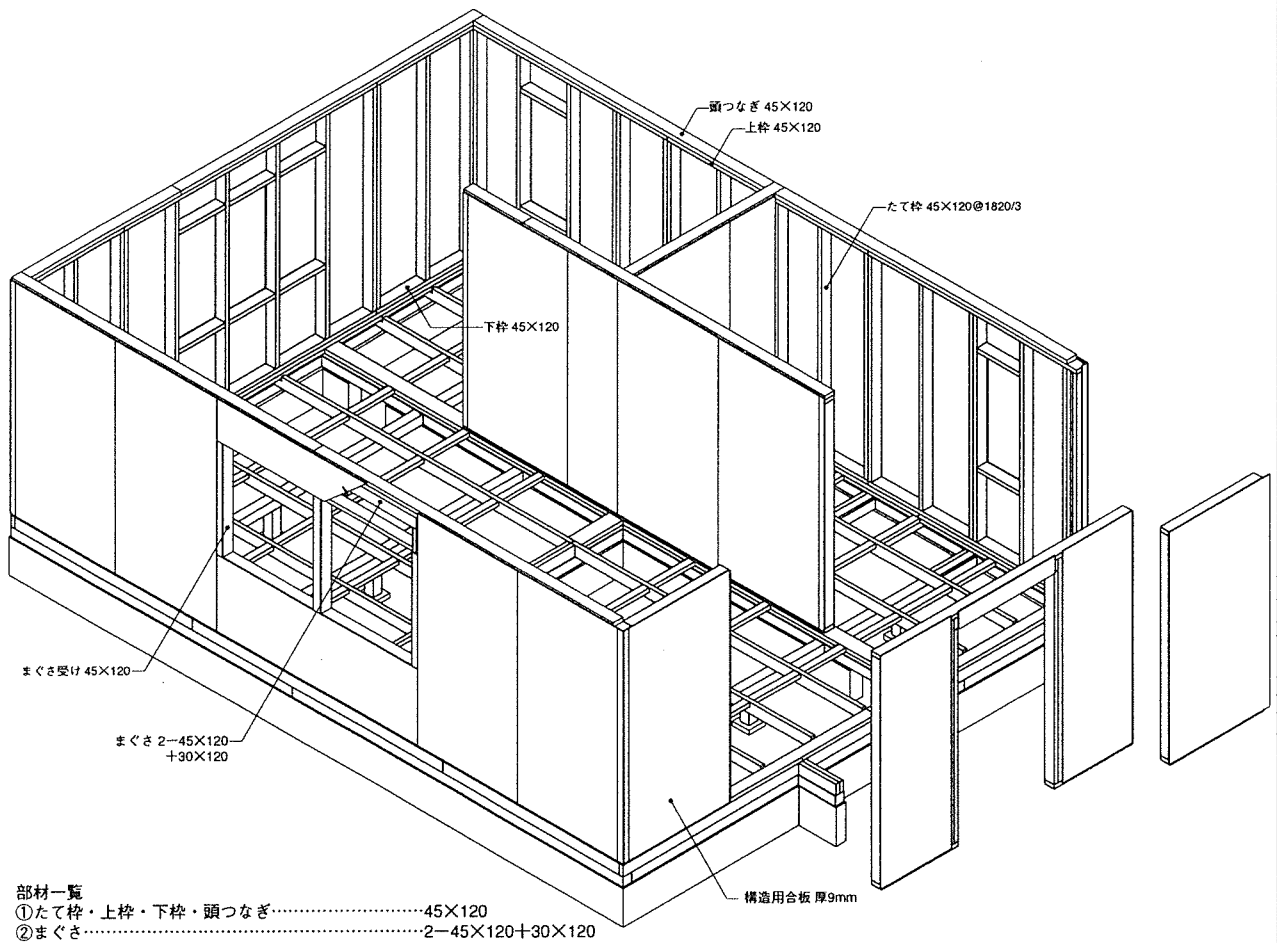 頭つなぎ 45×120
上枠 45×120
たて枠 45×120@1820/3
下枠 45×120
まぐさ受け 45×120
まぐさ 2−45×120
+30×120
構造用合板 厚9mm
部材一覧
①たて枠・上枠・下枠・頭つなぎ……………………45×120
②まぐさ………………………………………………2−45×120+30×120